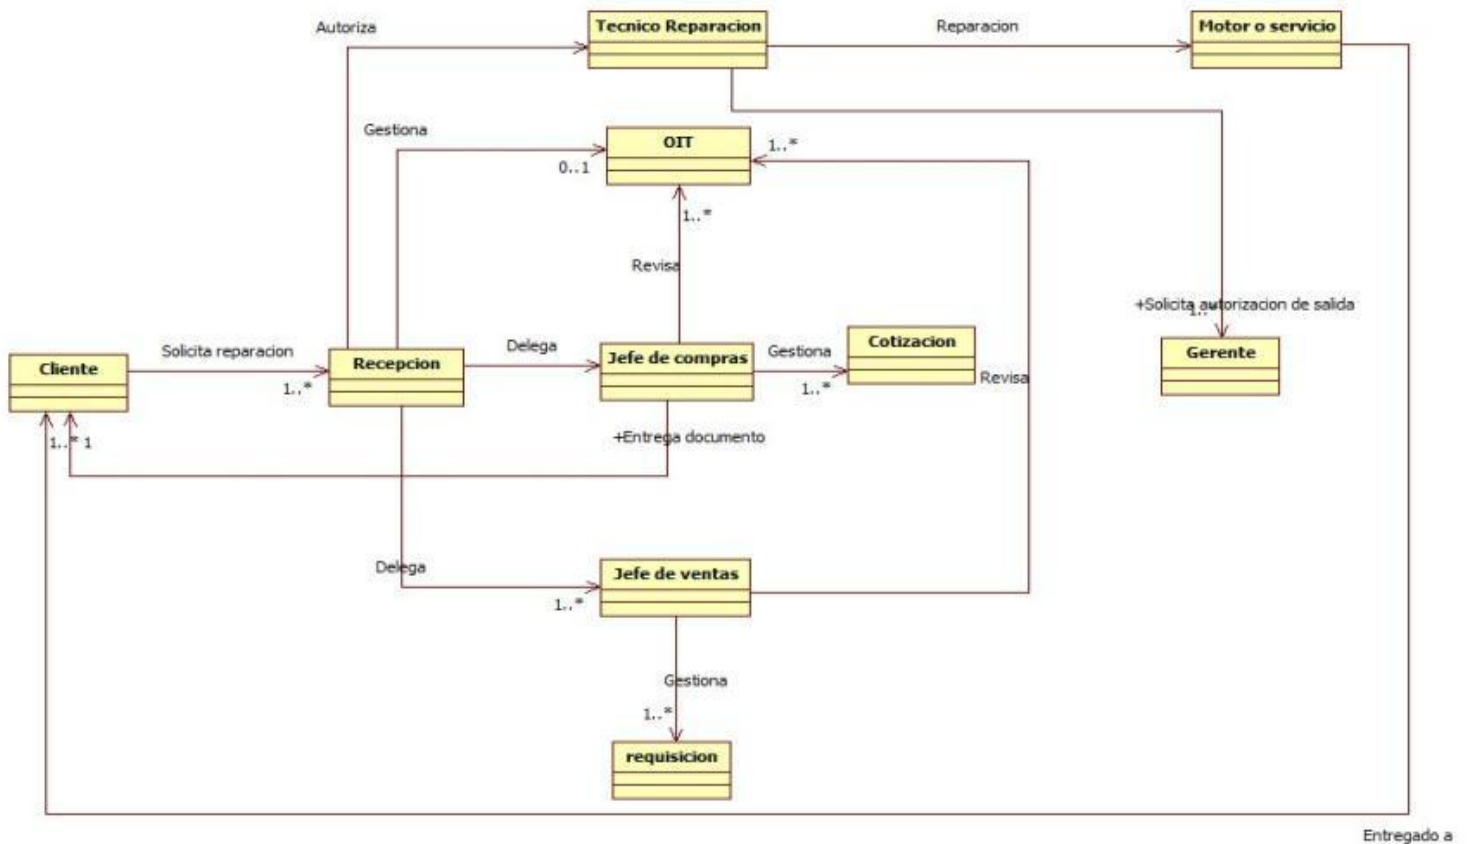 Autoriza
Tecnico Reparacion
Reparacion
Motor o servicio
Gestiona
OIT
1..*
0..1
1..*
Revisa
+Solicita autorizacion de salida
1..*
Cliente
Solicita reparacion
1..*
Recepcion
Delega
Jefe de compras
Gestiona
1..*
Cotizacion
Revisa
Gerente
1..* 1
+Entrega documento
Delega
1..*
Jefe de ventas
Gestiona
1..*
requisicion
Entregado a